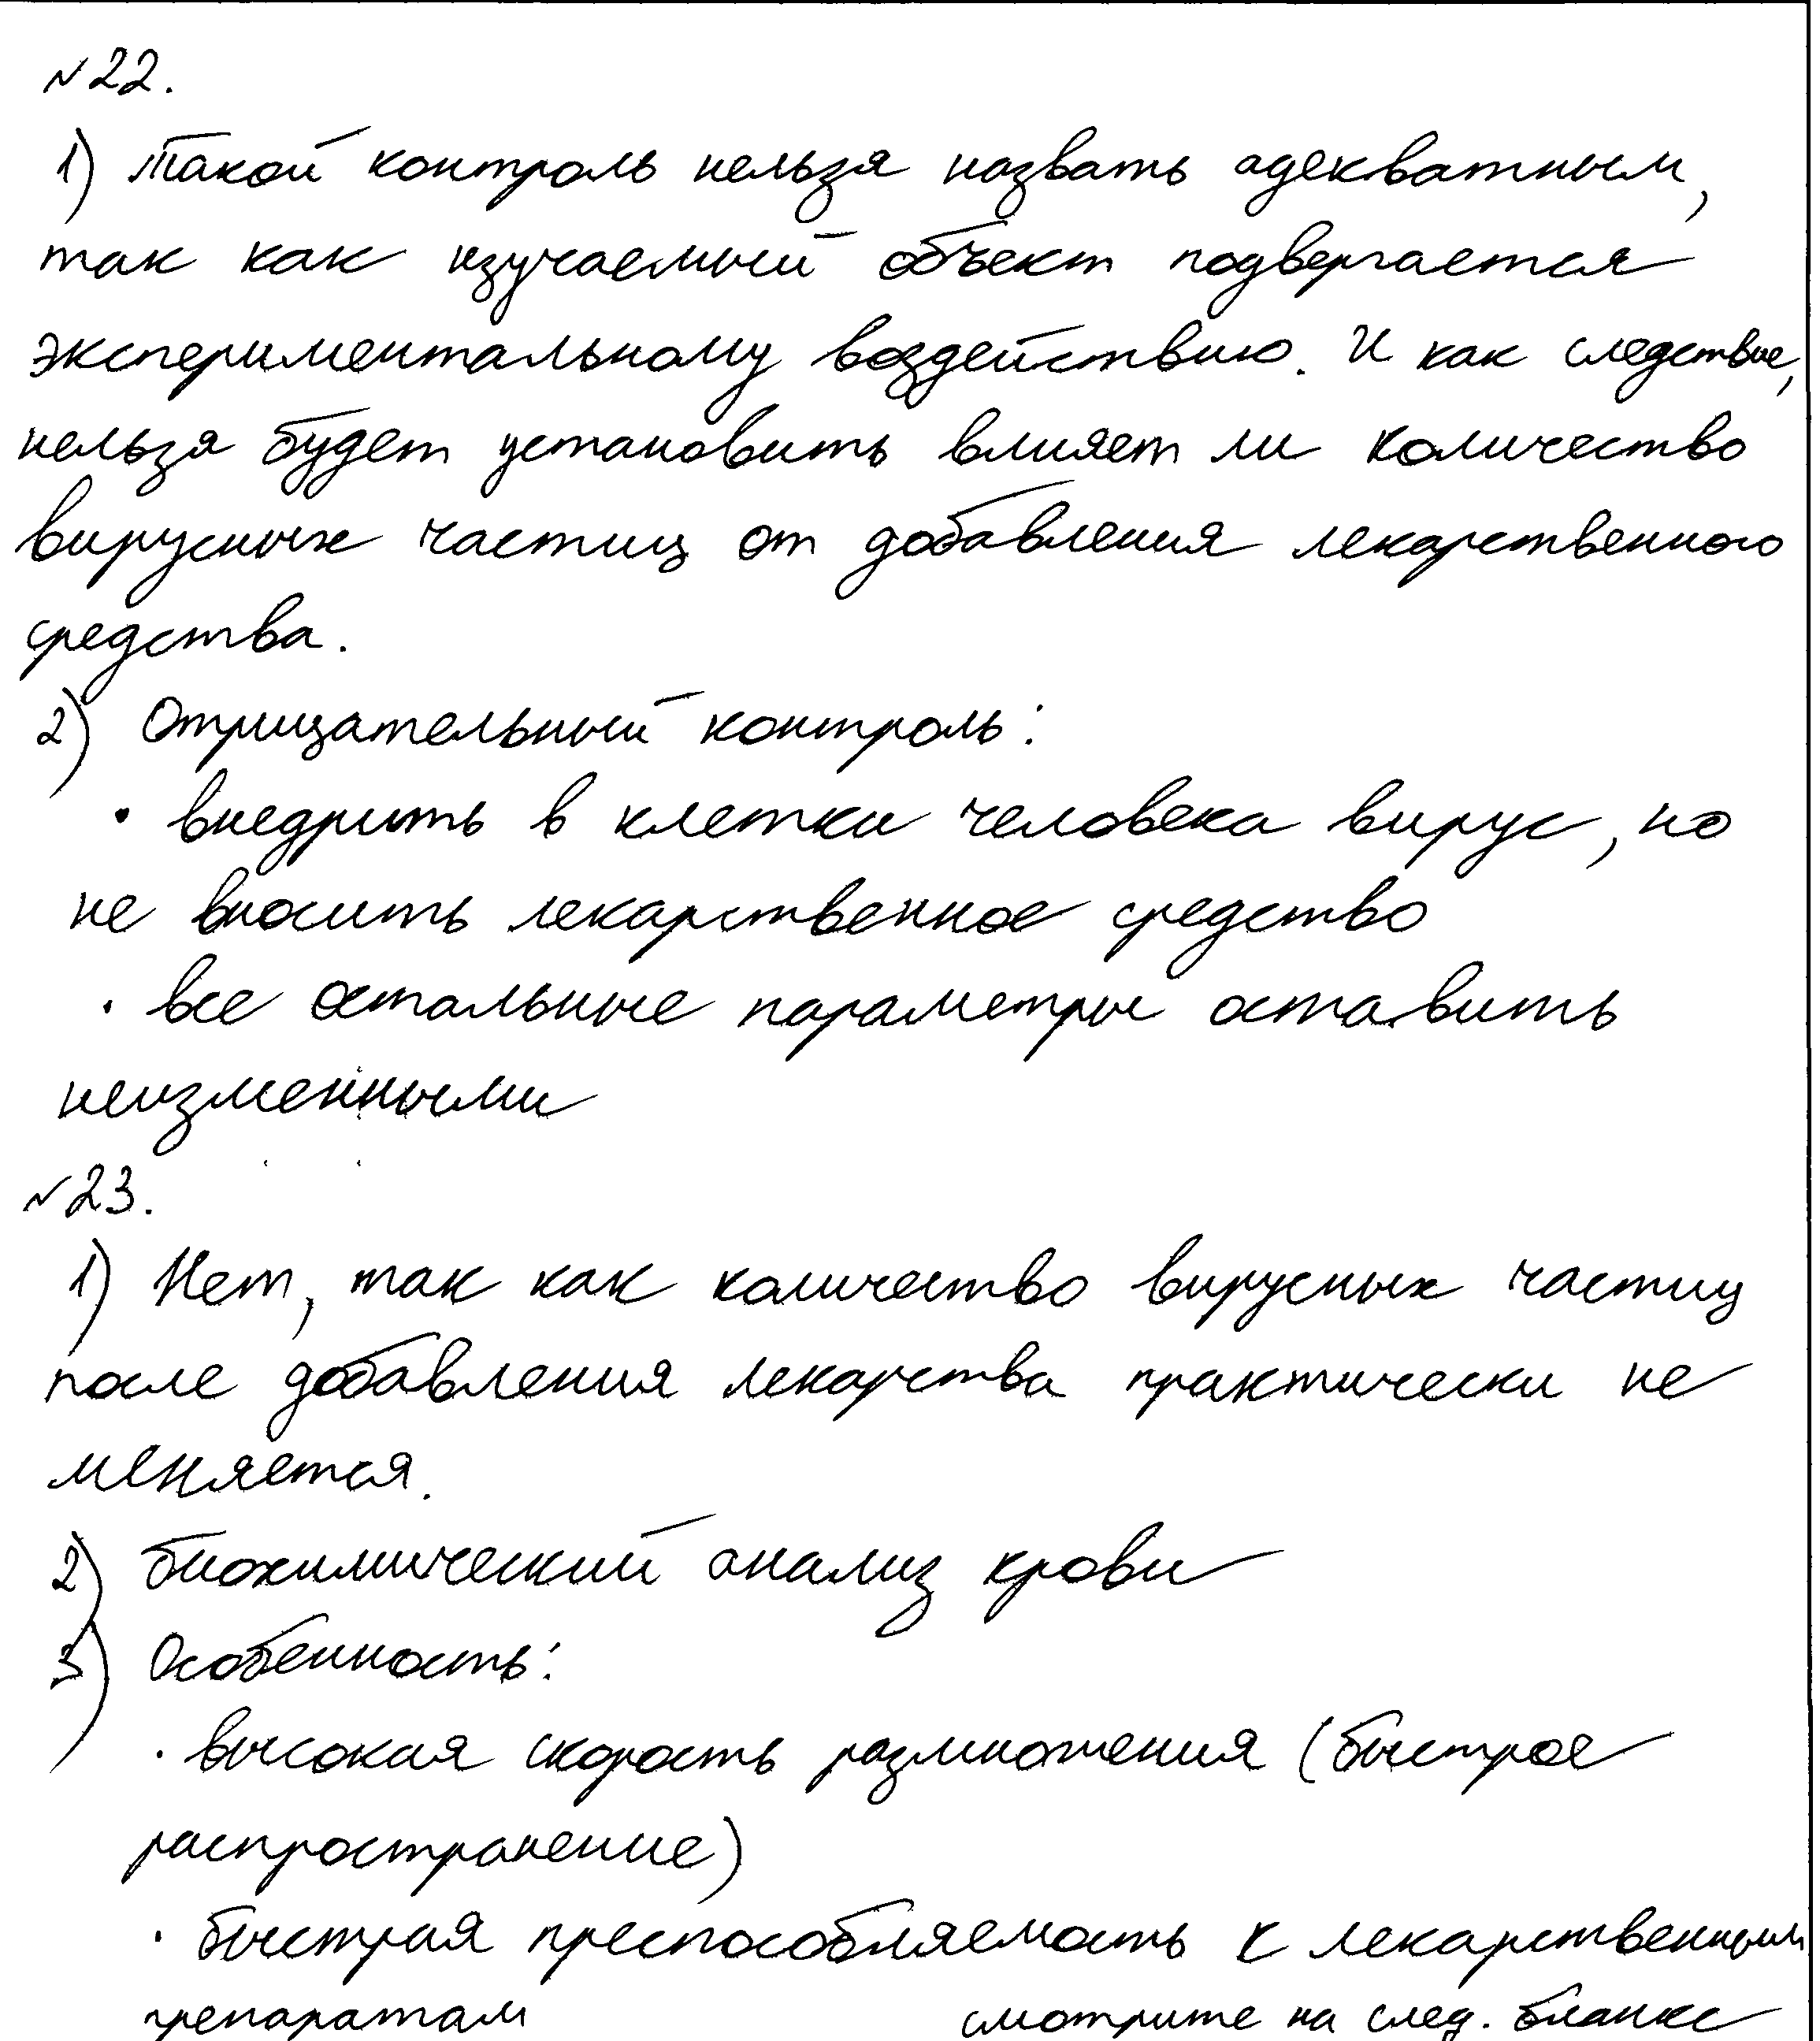 №22.
1) Такой контроль нельзя назвать адекватным,
так как изучаемый объект подвергается
экспериментальному воздействию. И как следствие,
нельзя будет установить влияет ли количество
вирусных частиц от добавления лекарственного
средства.
2) Отрицательный контроль:
• внедрить в клетки человека вирус, но
не вносить лекарственное средство
• все остальные параметры оставить
неизменными
№23.
1) Нет, так как количество вирусных частиц
после добавления лекарства практически не
меняется.
2) биохимический анализ крови
3) Особенность:
• высокая скорость размножения (быстрое
распространение)
• быстрая преспособляемость к лекарственным
препаратам смотрите на след. бланке